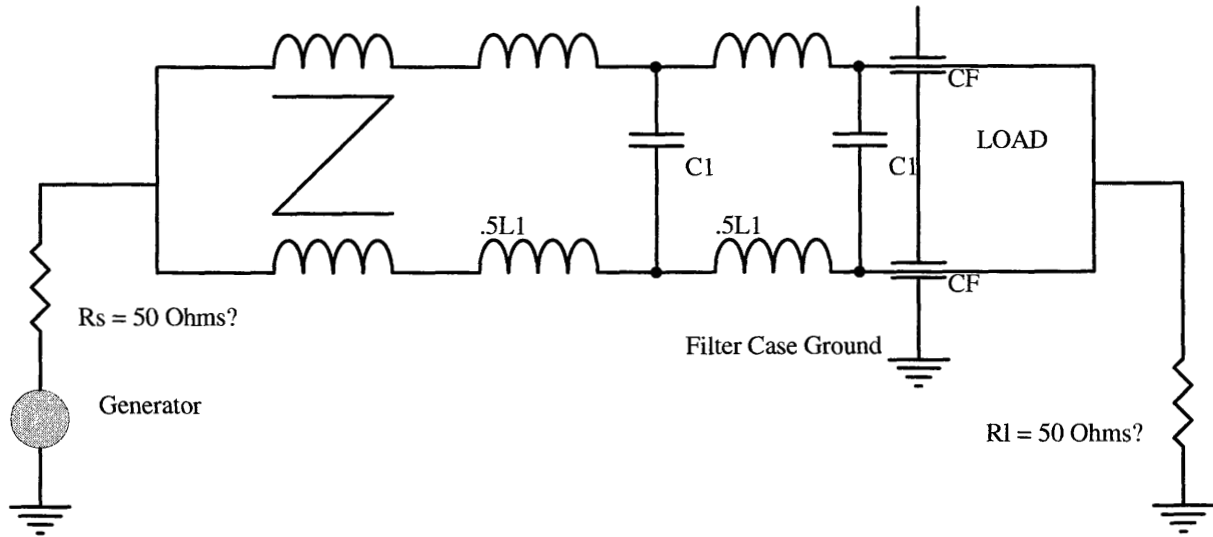 CF
LOAD
C1
C1
.5L1
.5L1
CF
Rs = 50 Ohms?
Filter Case Ground
Generator
Rl = 50 Ohms?